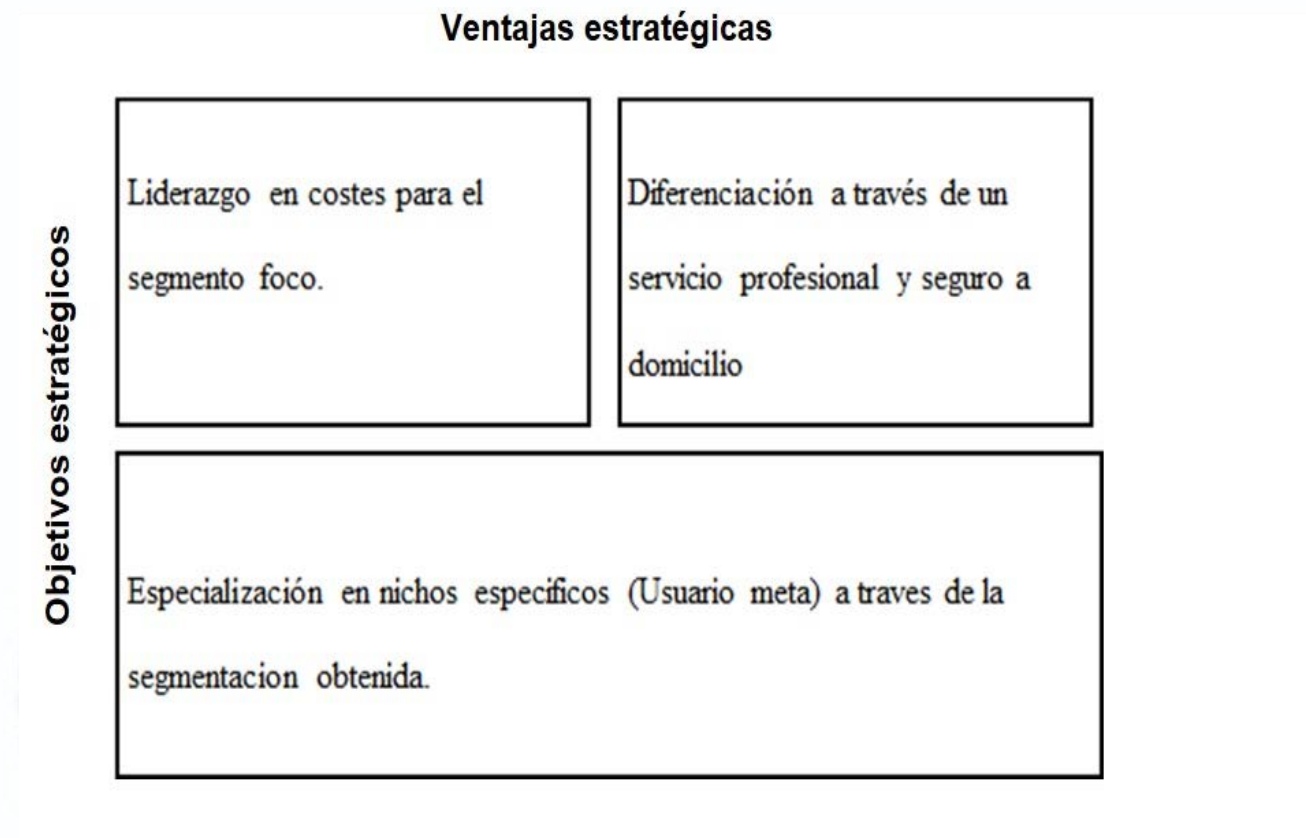 Ventajas estratégicas
Objetivos estratégicos
Liderazgo en costes para el
segmento foco.
Diferenciación a través de un
servicio profesional y seguro a
domicilio
Especialización en nichos especificos (Usuario meta) a traves de la
segmentacion obtenida.